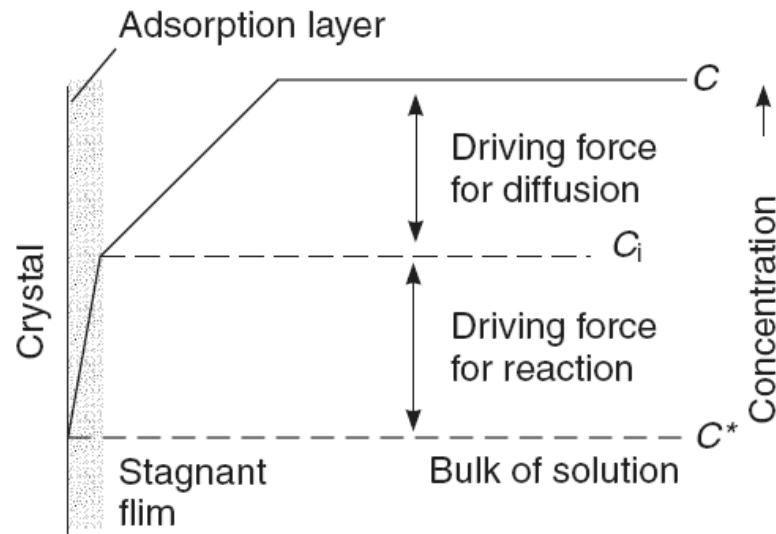 Adsorption layer
C
Driving force
for diffusion
Ci
Driving force
for reaction
C*
Stagnant
flim
Bulk of solution
Crystal
Concentration